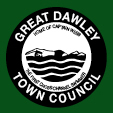 GREAT DAWLEY
HOME OF CAPTAIN WEBB
TOWN COUNCIL